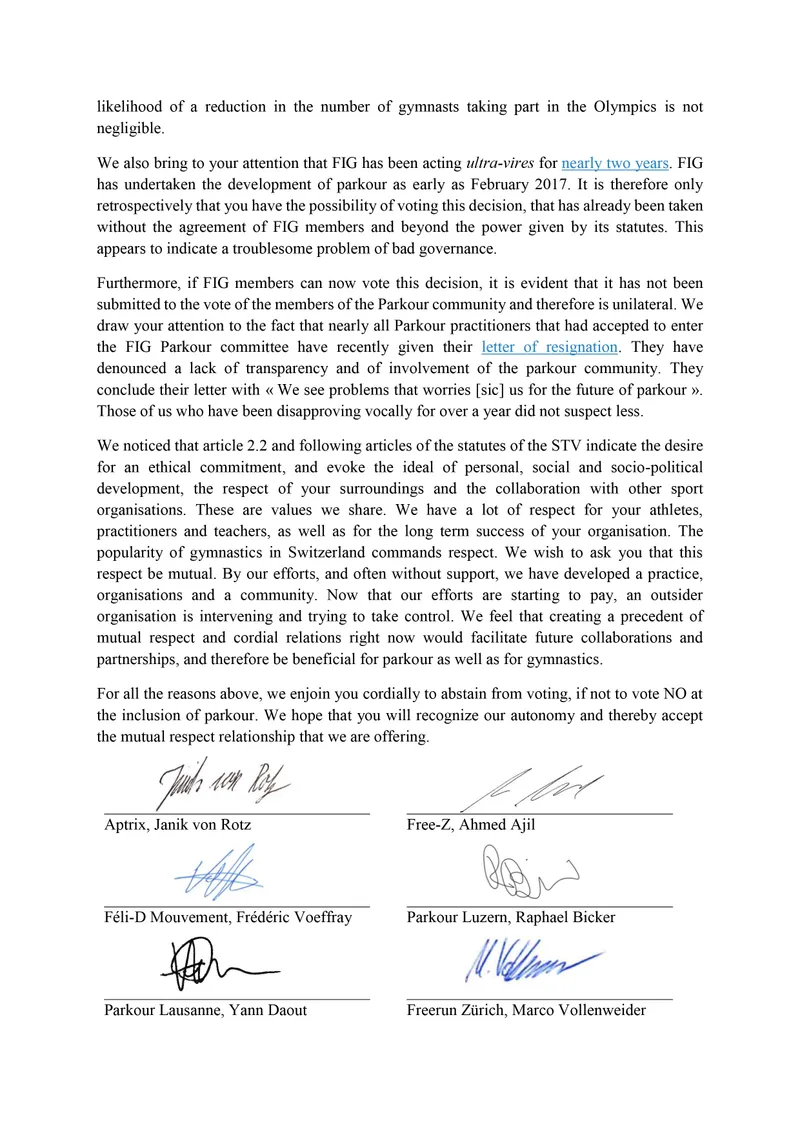 likelihood of a reduction in the number of gymnasts taking part in the Olympics is not
negligible.
We also bring to your attention that FIG has been acting ultra-vires for nearly two years. FIG
has undertaken the development of parkour as early as February 2017. It is therefore only
retrospectively that you have the possibility of voting this decision, that has already been taken
without the agreement of FIG members and beyond the power given by its statutes. This
appears to indicate a troublesome problem of bad governance.
Furthermore, if FIG members can now vote this decision, it is evident that it has not been
submitted to the vote of the members of the Parkour community and therefore is unilateral. We
draw your attention to the fact that nearly all Parkour practitioners that had accepted to enter
the FIG Parkour committee have recently given their letter of resignation. They have
denounced a lack of transparency and of involvement of the parkour community. They
conclude their letter with « We see problems that worries [sic] us for the future of parkour ».
Those of us who have been disapproving vocally for over a year did not suspect less.
We noticed that article 2.2 and following articles of the statutes of the STV indicate the desire
for an ethical commitment, and evoke the ideal of personal, social and socio-political
development, the respect of your surroundings and the collaboration with other sport
organisations. These are values we share. We have a lot of respect for your athletes,
practitioners and teachers, as well as for the long term success of your organisation. The
popularity of gymnastics in Switzerland commands respect. We wish to ask you that this
respect be mutual. By our efforts, and often without support, we have developed a practice,
organisations and a community. Now that our efforts are starting to pay, an outsider
organisation is intervening and trying to take control. We feel that creating a precedent of
mutual respect and cordial relations right now would facilitate future collaborations and
partnerships, and therefore be beneficial for parkour as well as for gymnastics.
For all the reasons above, we enjoin you cordially to abstain from voting, if not to vote NO at
the inclusion of parkour. We hope that you will recognize our autonomy and thereby accept
the mutual respect relationship that we are offering.
Janik von Rotz
Aptrix, Janik von Rotz
Free-Z, Ahmed Ajil
Féli-D Mouvement, Frédéric Voeffray
Parkour Luzern, Raphael Bicker
M. Vollenweider
Parkour Lausanne, Yann Daout
Freerun Zürich, Marco Vollenweider